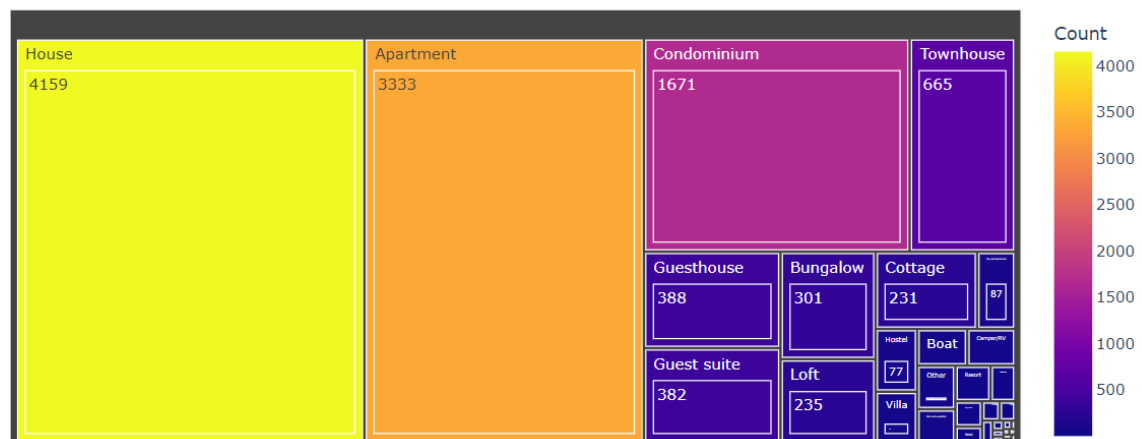 House
4159
Apartment
3333
Condominium
1671
Townhouse
665
Guesthouse
388
Guest suite
382
Bungalow
301
Loft
235
Cottage
231
87
Hostel
77
Villa
Boat
Camper/RV
Other
Resort
Count
4000
3500
3000
2500
2000
1500
1000
500